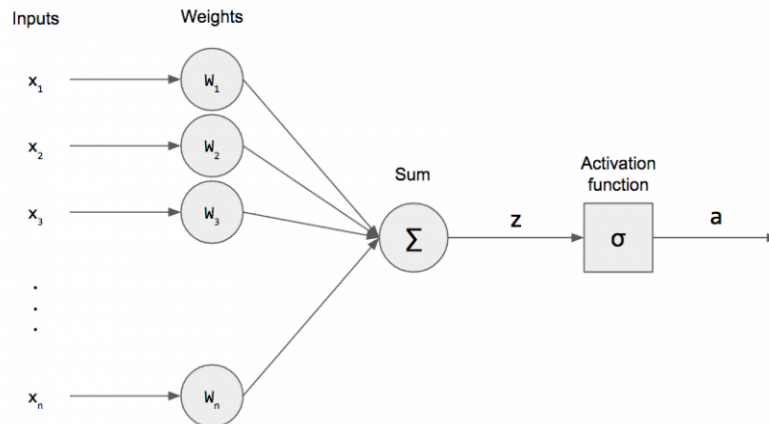 Inputs
Weights
x₁
W₁
x₂
W₂
x₃
W₃
Sum
Σ
z
Activation
function
σ
a
.
.
.
xₙ
Wₙ